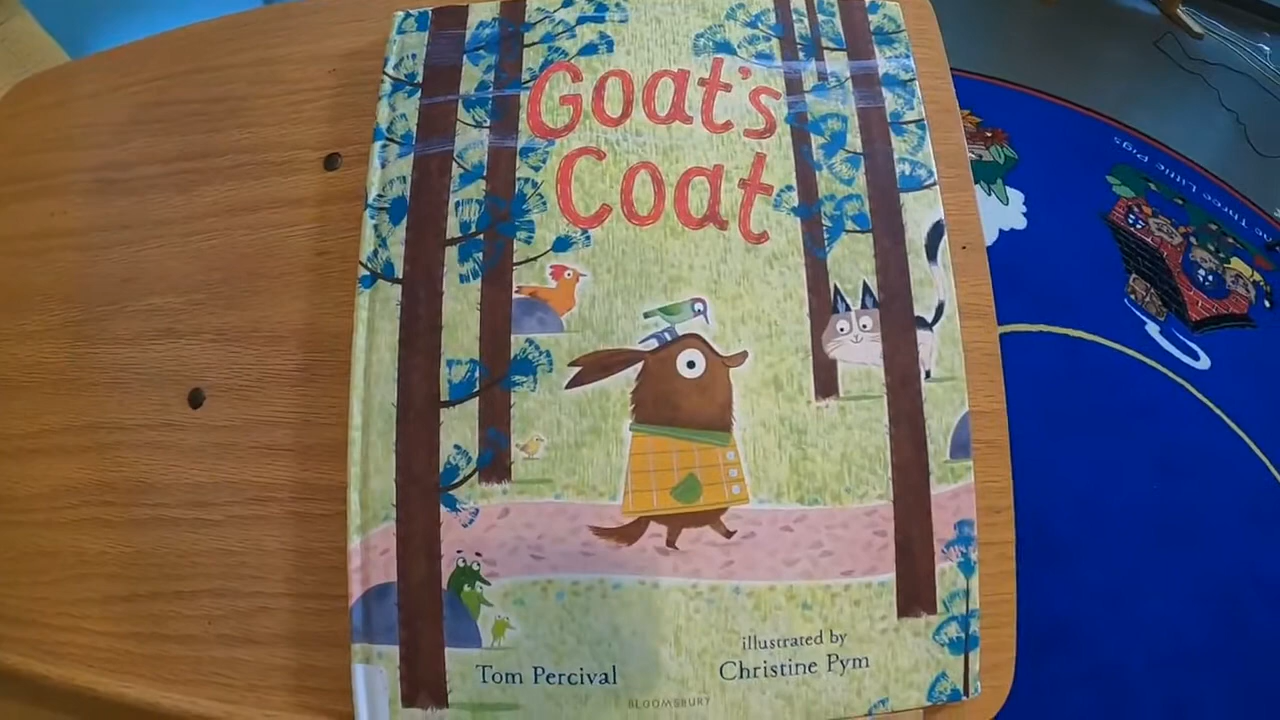 Goat's
Coat
Tom Percival
illustrated by
Christine Pym
BLOOMSBURY
The Three Little Pigs